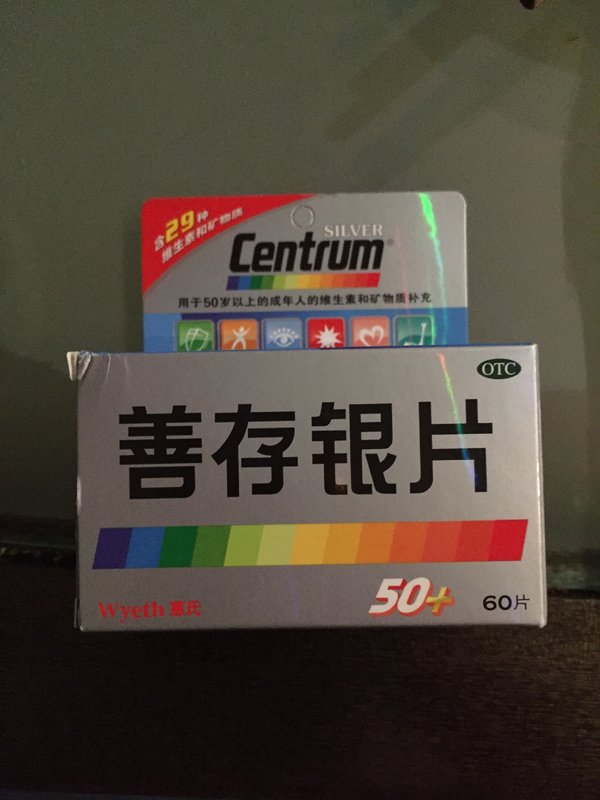 含29种
维生素和矿物质
SILVER
Centrum®
用于50岁以上的成年人的维生素和矿物质补充
OTC
善存银片
Wyeth 惠氏
50+
60片